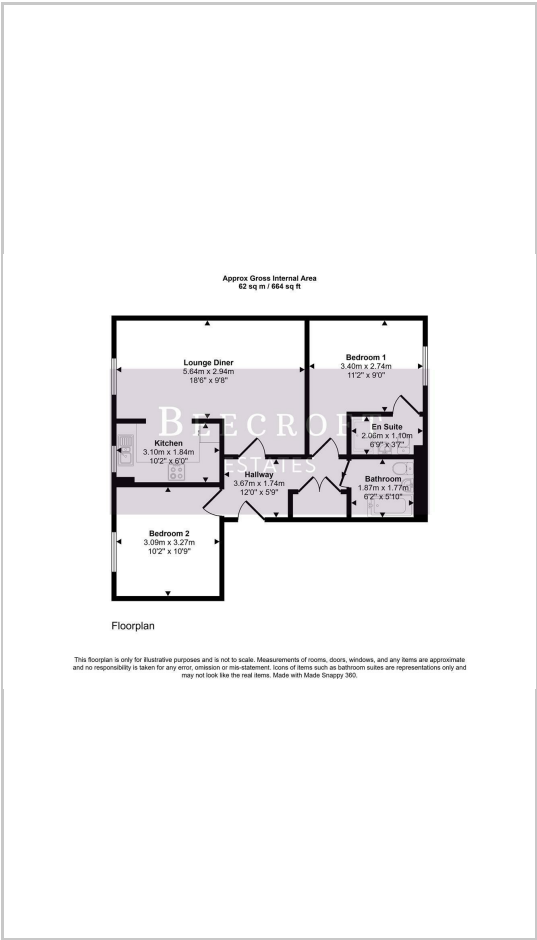 Approx Gross Internal Area
62 sq m / 664 sq ft
Lounge Diner
5.64m x 2.94m
18'6" x 9'8"
Bedroom 1
3.40m x 2.74m
11'2" x 9'0"
BEECROFT
ESTATES
En Suite
2.06m x 1.10m
6'9" x 3'7"
Kitchen
3.10m x 1.84m
10'2" x 6'0"
Hallway
3.67m x 1.74m
12'0" x 5'9"
Bathroom
1.87m x 1.77m
6'2" x 5'10"
Bedroom 2
3.09m x 3.27m
10'2" x 10'9"
Floorplan
This floorplan is only for illustrative purposes and is not to scale. Measurements of rooms, doors, windows, and any items are approximate
and no responsibility is taken for any error, omission or mis-statement. Icons of items such as bathroom suites are representations only and
may not look like the real items. Made with Made Snappy 360.